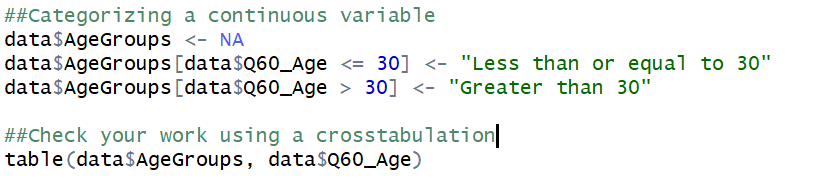 ##Categorizing a continuous variable
data$AgeGroups <- NA
data$AgeGroups[data$Q60_Age <= 30] <- "Less than or equal to 30"
data$AgeGroups[data$Q60_Age > 30] <- "Greater than 30"
##Check your work using a crosstabulation
table(data$AgeGroups, data$Q60_Age)